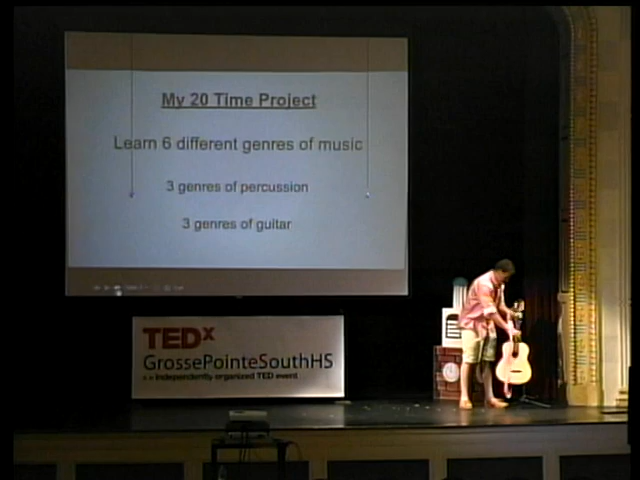 My 20 Time Project
Learn 6 different genres of music
3 genres of percussion
3 genres of guitar
TEDx
GrossePointeSouthHS
x = independently organized TED event